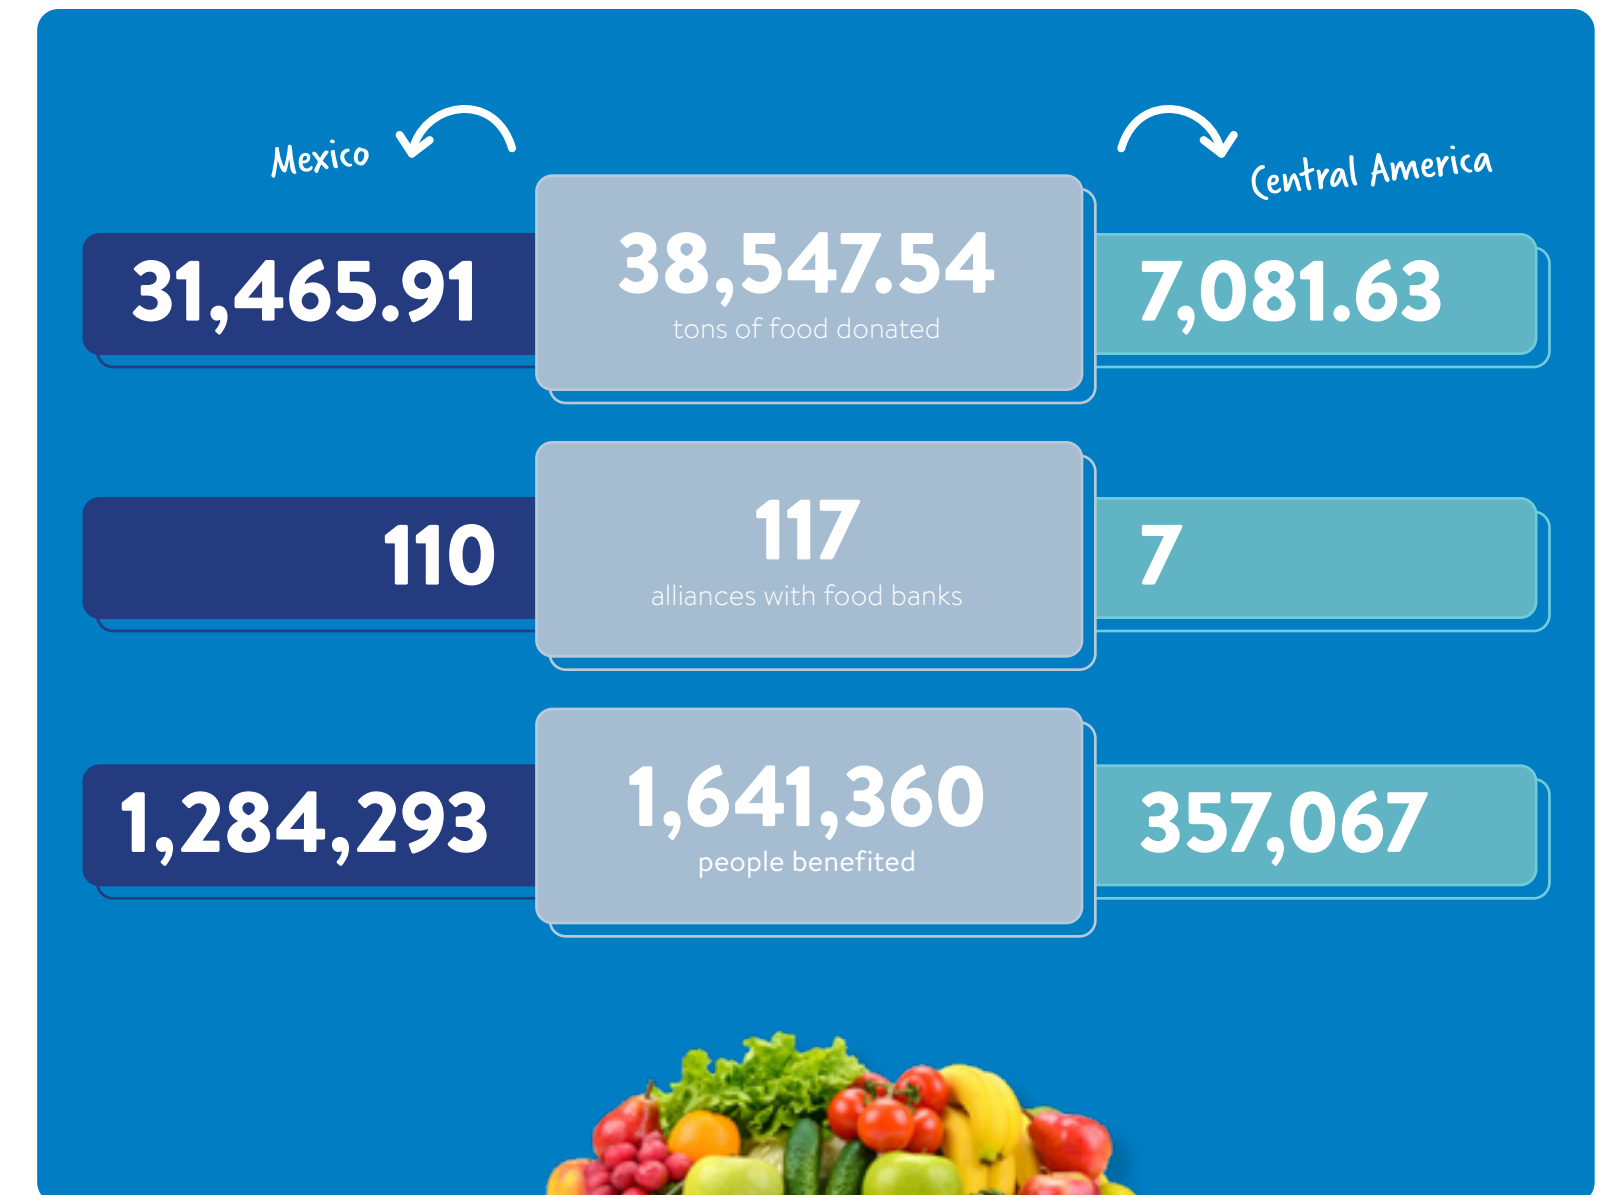 Mexico
Central America
31,465.91
38,547.54
tons of food donated
7,081.63
110
117
alliances with food banks
7
1,284,293
1,641,360
people benefited
357,067